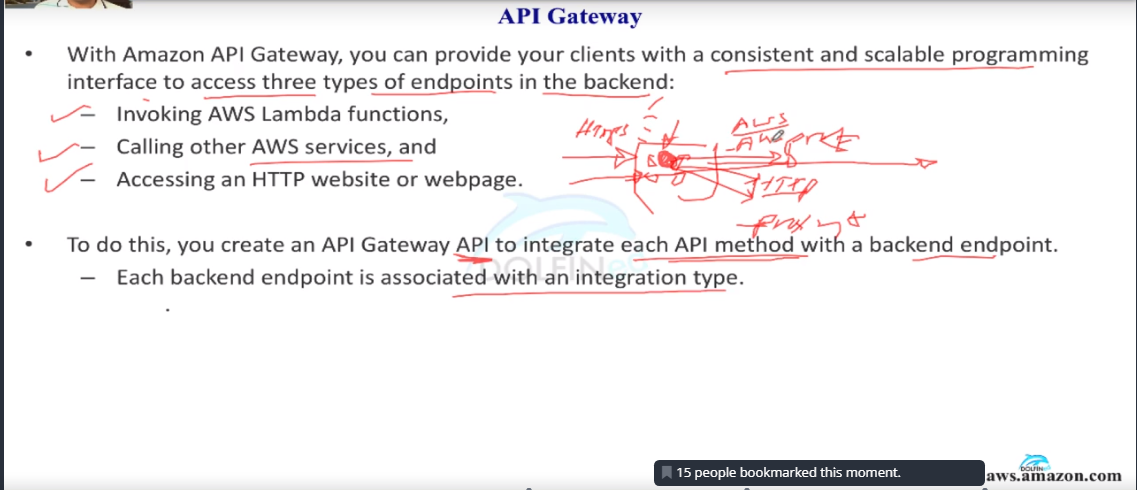 API Gateway
• With Amazon API Gateway, you can provide your clients with a consistent and scalable programming
interface to access three types of endpoints in the backend:
– Invoking AWS Lambda functions,
– Calling other AWS services, and
– Accessing an HTTP website or webpage.
Https
AWS
HTTP
proxy
DOLFINed
• To do this, you create an API Gateway API to integrate each API method with a backend endpoint.
– Each backend endpoint is associated with an integration type.
15 people bookmarked this moment.
DOLFIN
aws.amazon.com